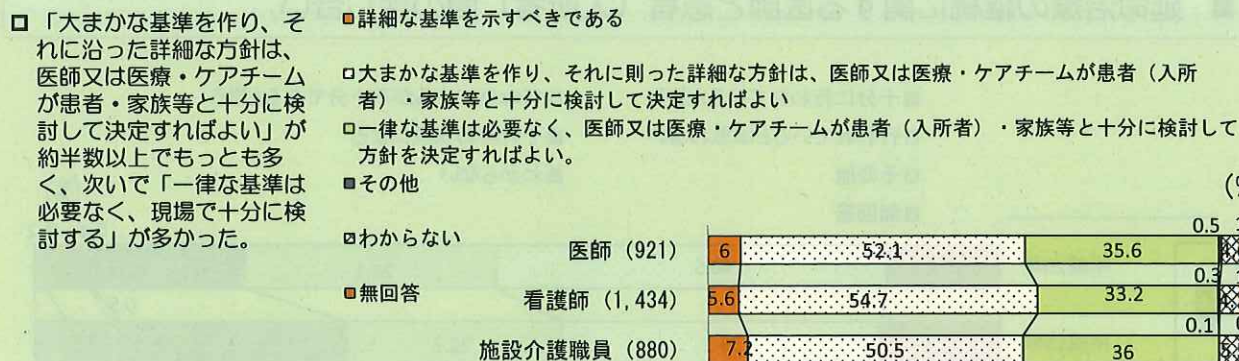 「大まかな基準を作り、そ
れに沿った詳細な方針は、
医師又は医療・ケアチーム
が患者・家族等と十分に検
討して決定すればよい」が
約半数以上でもっとも多
く、次いで「一律な基準は
必要なく、現場で十分に検
討する」が多かった。
詳細な基準を示すべきである
大まかな基準を作り、それに則った詳細な方針は、医師又は医療・ケアチームが患者（入所
者）・家族等と十分に検討して決定すればよい
一律な基準は必要なく、医師又は医療・ケアチームが患者（入所者）・家族等と十分に検討して
方針を決定すればよい。
その他
わからない
無回答
医師（921） 6 52.1 35.6 0.5
看護師（1,434） 5.6 54.7 33.2 0.3
施設介護職員（880） 7.2 50.5 36 0.1